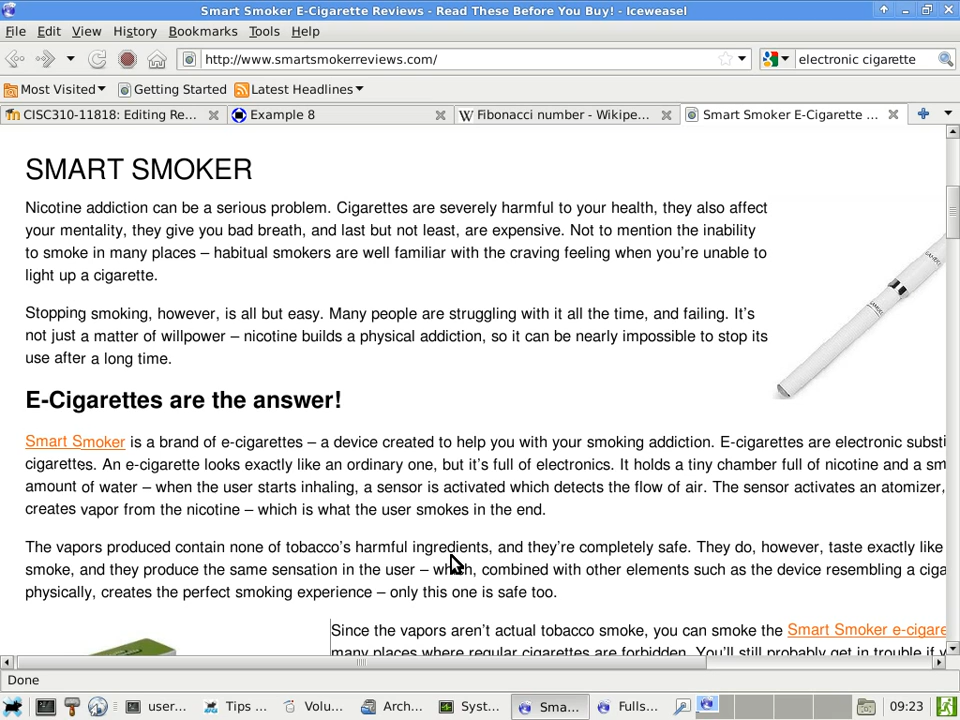 Smart Smoker E-Cigarette Reviews - Read These Before You Buy! - Iceweasel
File Edit View History Bookmarks Tools Help
http://www.smartsmokerreviews.com/ electronic cigarette
Most Visited Getting Started Latest Headlines
CISC310-11818: Editing Re... Example 8 Fibonacci number - Wikipe... Smart Smoker E-Cigarette ...
SMART SMOKER
Nicotine addiction can be a serious problem. Cigarettes are severely harmful to your health, they also affect
your mentality, they give you bad breath, and last but not least, are expensive. Not to mention the inability
to smoke in many places – habitual smokers are well familiar with the craving feeling when you're unable to
light up a cigarette.
Stopping smoking, however, is all but easy. Many people are struggling with it all the time, and failing. It's
not just a matter of willpower – nicotine builds a physical addiction, so it can be nearly impossible to stop its
use after a long time.
E-Cigarettes are the answer!
Smart Smoker is a brand of e-cigarettes – a device created to help you with your smoking addiction. E-cigarettes are electronic substi
cigarettes. An e-cigarette looks exactly like an ordinary one, but it's full of electronics. It holds a tiny chamber full of nicotine and a sm
amount of water – when the user starts inhaling, a sensor is activated which detects the flow of air. The sensor activates an atomizer,
creates vapor from the nicotine – which is what the user smokes in the end.
The vapors produced contain none of tobacco's harmful ingredients, and they're completely safe. They do, however, taste exactly like
smoke, and they produce the same sensation in the user – which, combined with other elements such as the device resembling a ciga
physically, creates the perfect smoking experience – only this one is safe too.
Since the vapors aren't actual tobacco smoke, you can smoke the Smart Smoker e-cigare
many places where regular cigarettes are forbidden. You'll still probably get in trouble if y
Done
user... Tips ... Volu... Arch... Syst... Sma... Fulls... 09:23